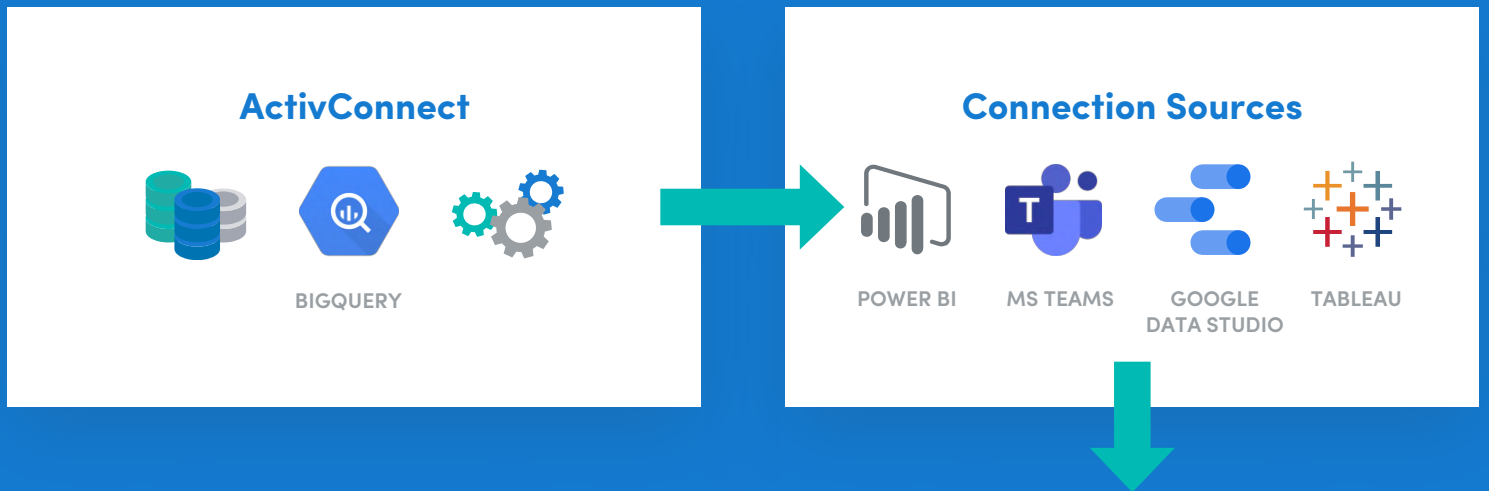 ActivConnect
BIGQUERY
Connection Sources
T
POWER BI
MS TEAMS
GOOGLE
DATA STUDIO
TABLEAU